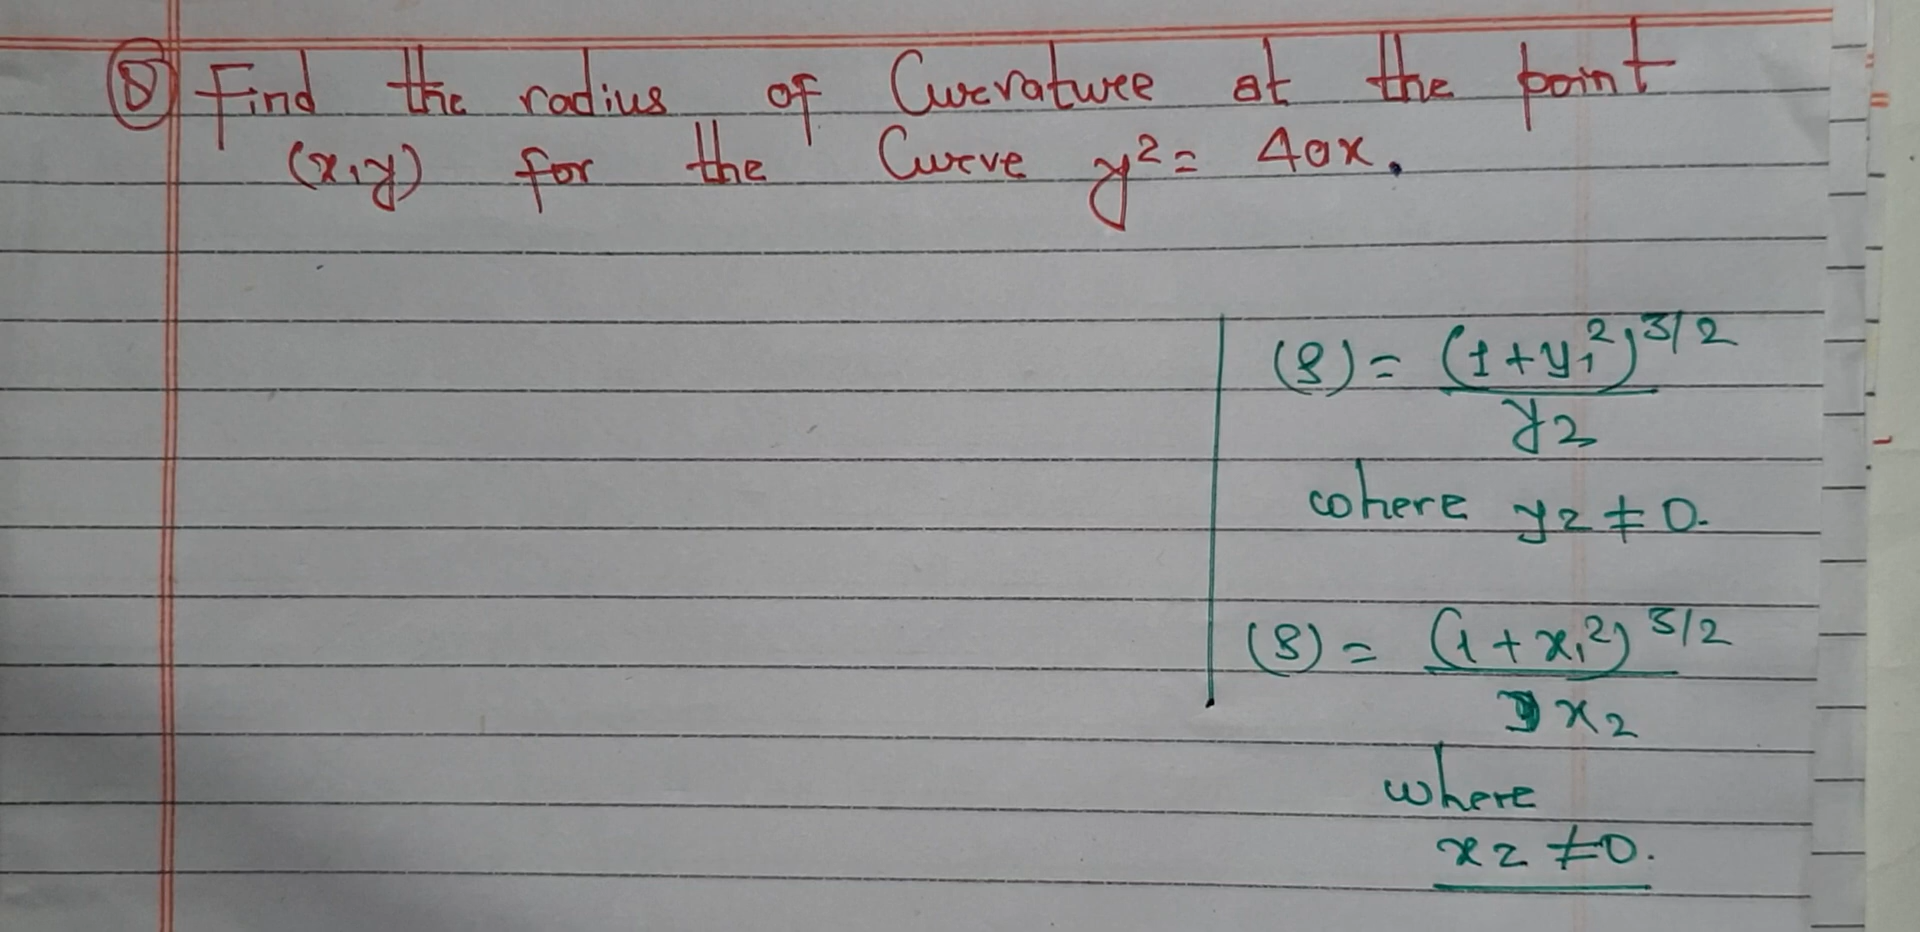 ⑧ Find the radius of Curvature at the point
(x,y) for the Curve y² = 4ax.
(ρ) = (1+y₁²)^3/2
y₂
where y₂ ≠ 0.
(ρ) = (1+x₁²)^3/2
x₂
where
x₂ ≠ 0.